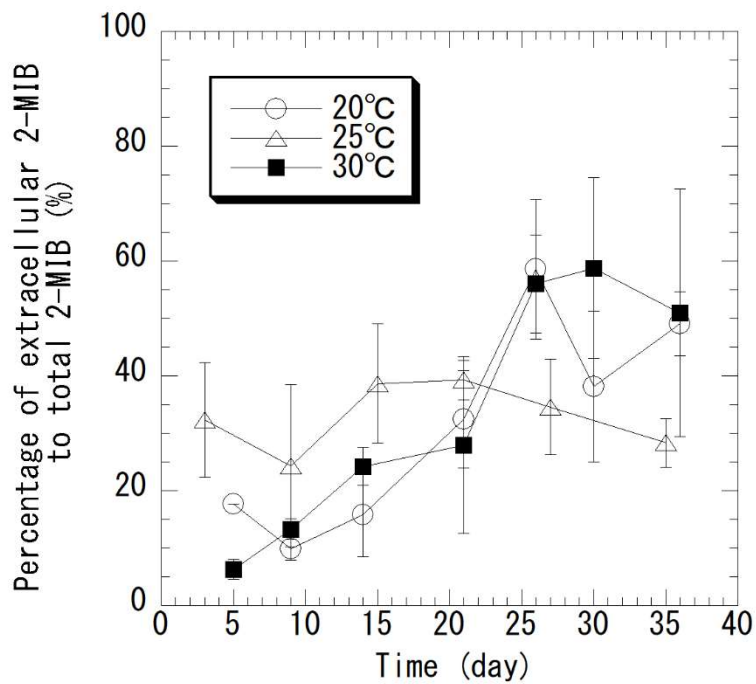 Percentage of extracellular 2-MIB
to total 2-MIB (%)
100
80
60
40
20
0
20℃
25℃
30℃
0 5 10 15 20 25 30 35 40
Time (day)